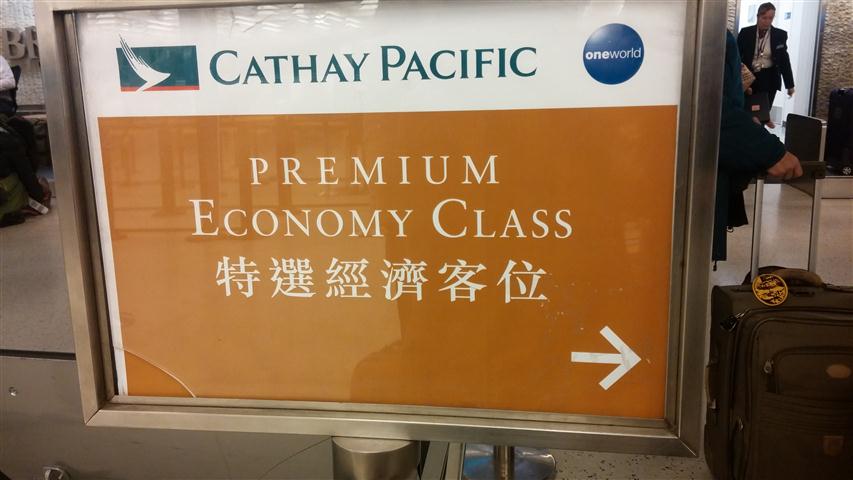 CATHAY PACIFIC
oneworld
PREMIUM
ECONOMY CLASS
特選經濟客位